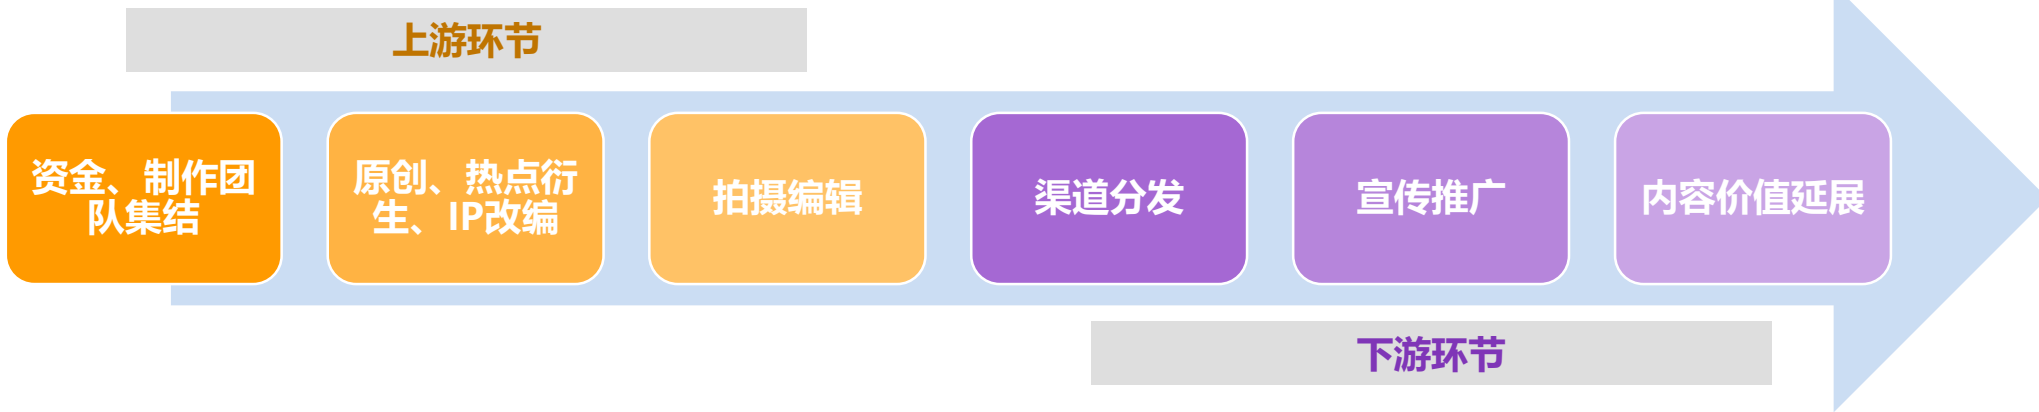 上游环节
资金、制作团
队集结
原创、热点衍
生、IP改编
拍摄编辑
渠道分发
宣传推广
内容价值延展
下游环节